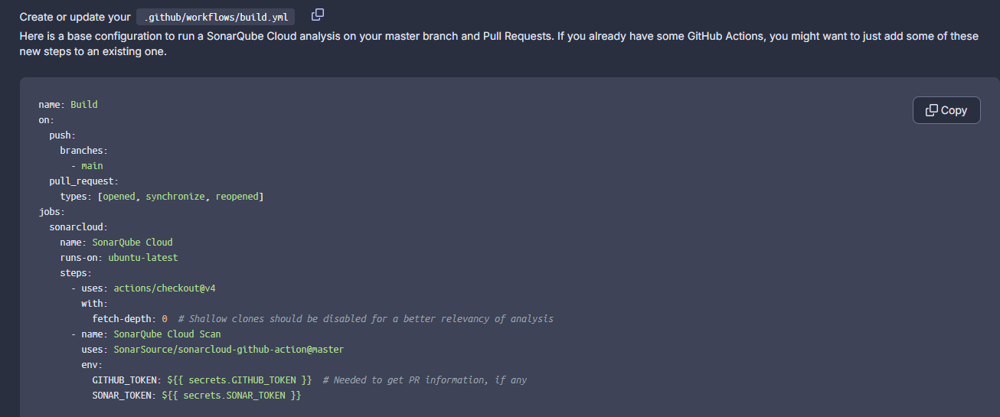 Create or update your .github/workflows/build.yml
Here is a base configuration to run a SonarQube Cloud analysis on your master branch and Pull Requests. If you already have some GitHub Actions, you might want to just add some of these
new steps to an existing one.
Copy
name: Build
on:
  push:
    branches:
      - main
  pull_request:
    types: [opened, synchronize, reopened]
jobs:
  sonarcloud:
    name: SonarQube Cloud
    runs-on: ubuntu-latest
    steps:
      - uses: actions/checkout@v4
        with:
          fetch-depth: 0  # Shallow clones should be disabled for a better relevancy of analysis
      - name: SonarQube Cloud Scan
        uses: SonarSource/sonarcloud-github-action@master
        env:
          GITHUB_TOKEN: ${{ secrets.GITHUB_TOKEN }}  # Needed to get PR information, if any
          SONAR_TOKEN: ${{ secrets.SONAR_TOKEN }}